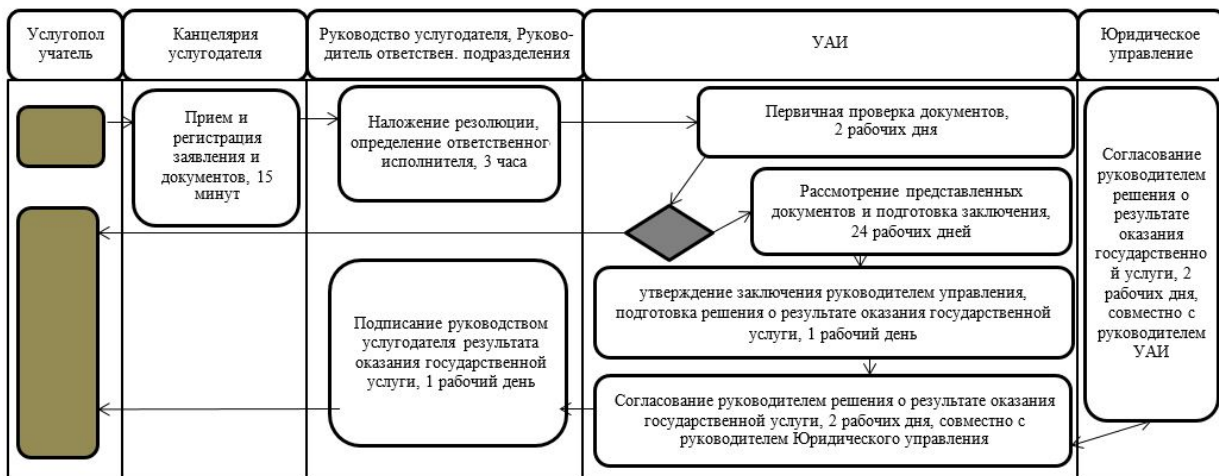 Услугопол
учатель
Канцелярия
услугодателя
Руководство услугодателя, Руково-
дитель ответствен. подразделения
УАИ
Юридическое
управление
Прием и
регистрация
заявления и
документов, 15
минут
Наложение резолюции,
определение ответственного
исполнителя, 3 часа
Первичная проверка документов,
2 рабочих дня
Рассмотрение представленных
документов и подготовка заключения,
24 рабочих дней
утверждение заключения руководителем управления,
подготовка решения о результате оказания государственной
услуги, 1 рабочий день
Подписание руководством
услугодателя результата
оказания государственной
услуги, 1 рабочий день
Согласование руководителем решения о результате оказания
государственной услуги, 2 рабочих дня, совместно с
руководителем Юридического управления
Согласование
руководителем
решения о
результате
оказания
государственно
й услуги, 2
рабочих дня,
совместно с
руководителем
УАИ